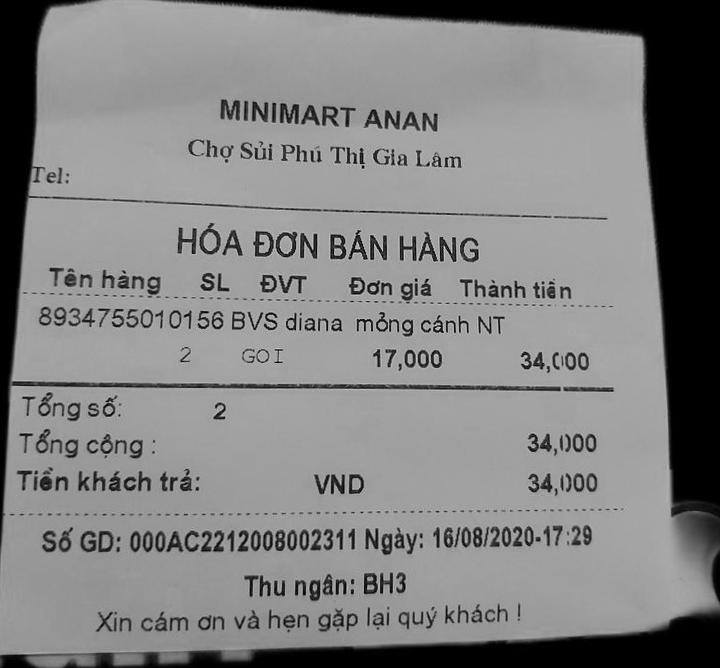 MINIMART ANAN
Chợ Sủi Phú Thị Gia Lâm
Tel:
HÓA ĐƠN BÁN HÀNG
Tên hàng SL ĐVT Đơn giá Thành tiền
8934755010156 BVS diana mỏng cánh NT
2 GOI 17,000 34,000
Tổng số: 2
Tổng cộng : 34,000
Tiền khách trả: VND 34,000
Số GD: 000AC2212008002311 Ngày: 16/08/2020-17:29
Thu ngân: BH3
Xin cám ơn và hẹn gặp lại quý khách !